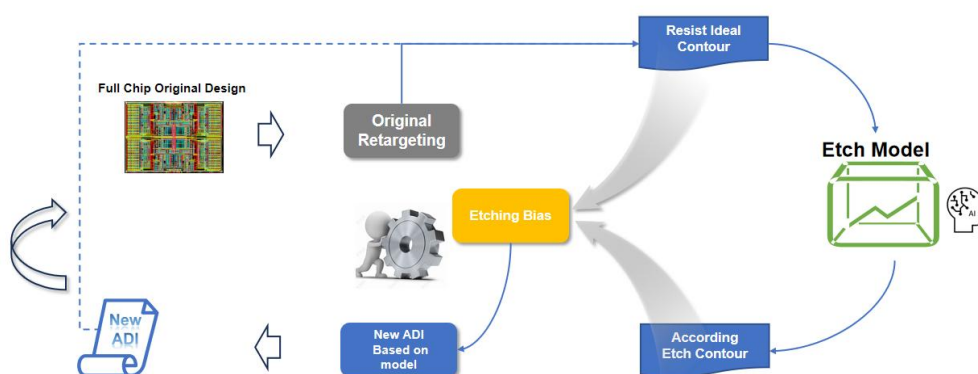 Resist Ideal
Contour
Full Chip Original Design
Original
Retargeting
Etch Model
AI
Etching Bias
New
ADI
New ADI
Based on
model
According
Etch Contour